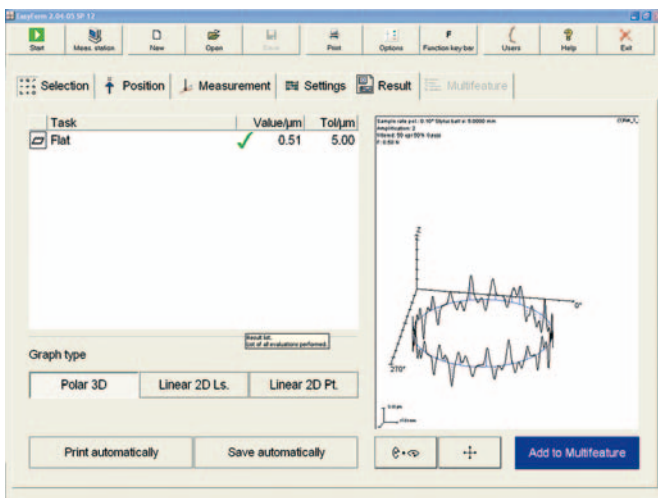 EasyForm 2.04.05 SP 12
Start Meas. station New Open Save Print Options Function key bar Users Help Exit
F
Selection Position Measurement Settings Result Multifeature
Task Value/µm Tol/µm
Flat 0.51 5.00
Z
0°
270°
Result list.
List of all evaluations performed.
Graph type
Polar 3D Linear 2D Ls. Linear 2D Pt.
Print automatically Save automatically Add to Multifeature